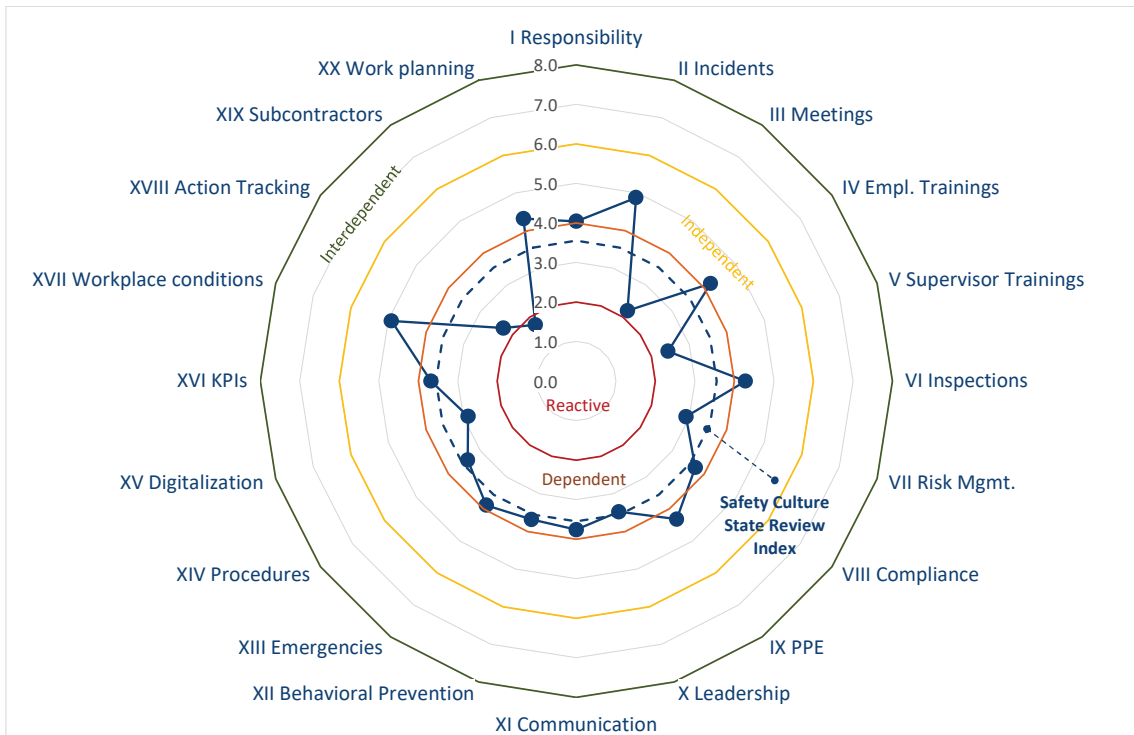 I Responsibility
II Incidents
III Meetings
IV Empl. Trainings
V Supervisor Trainings
VI Inspections
VII Risk Mgmt.
VIII Compliance
IX PPE
X Leadership
XI Communication
XII Behavioral Prevention
XIII Emergencies
XIV Procedures
XV Digitalization
XVI KPIs
XVII Workplace conditions
XVIII Action Tracking
XIX Subcontractors
XX Work planning
8.0
7.0
6.0
5.0
4.0
3.0
2.0
1.0
0.0
Interdependent
Independent
Reactive
Dependent
Safety Culture
State Review
Index